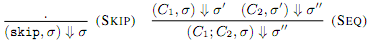 .
(skip, σ) ⇓ σ (SKIP)
(C₁, σ) ⇓ σ′ (C₂, σ′) ⇓ σ″
(C₁; C₂, σ) ⇓ σ″ (SEQ)